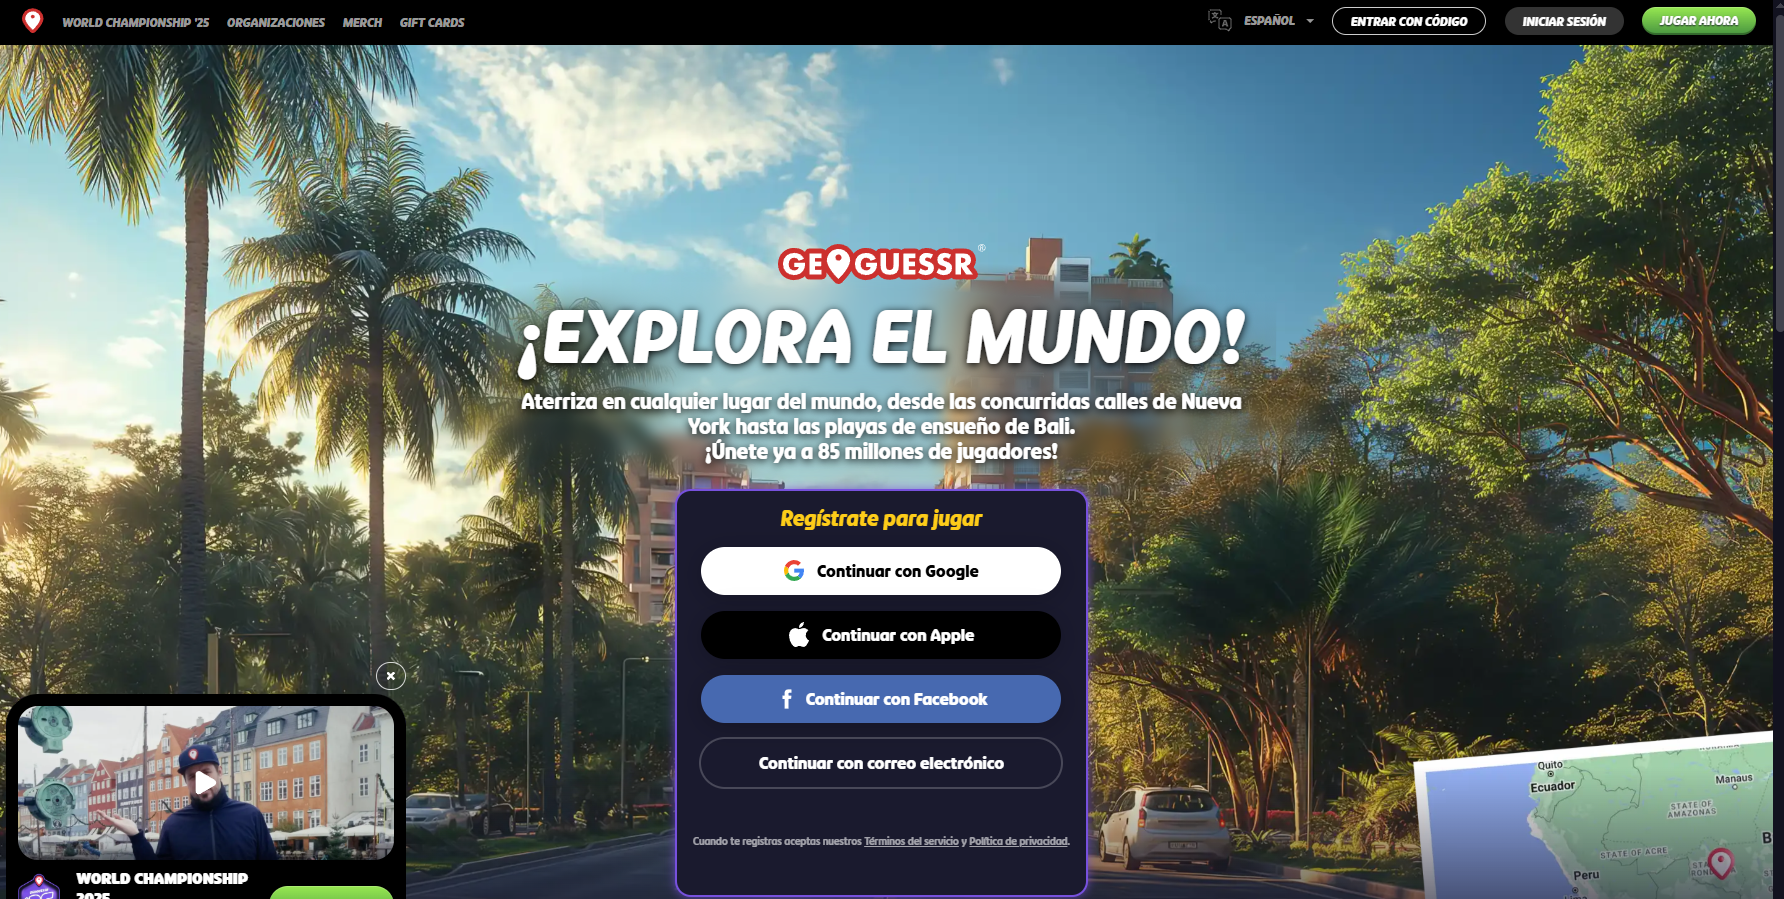 WORLD CHAMPIONSHIP '25
ORGANIZACIONES
MERCH
GIFT CARDS
ESPAÑOL
ENTRAR CON CÓDIGO
INICIAR SESIÓN
JUGAR AHORA
GEOGUESSR®
¡EXPLORA EL MUNDO!
Aterriza en cualquier lugar del mundo, desde las concurridas calles de Nueva
York hasta las playas de ensueño de Bali.
¡Únete ya a 85 millones de jugadores!
Regístrate para jugar
Continuar con Google
Continuar con Apple
Continuar con Facebook
Continuar con correo electrónico
Cuando te registras aceptas nuestros Términos del servicio y Política de privacidad.
WORLD CHAMPIONSHIP
2025
Quito
Ecuador
Manaus
STATE OF
AMAZONAS
STATE OF ACRE
Peru